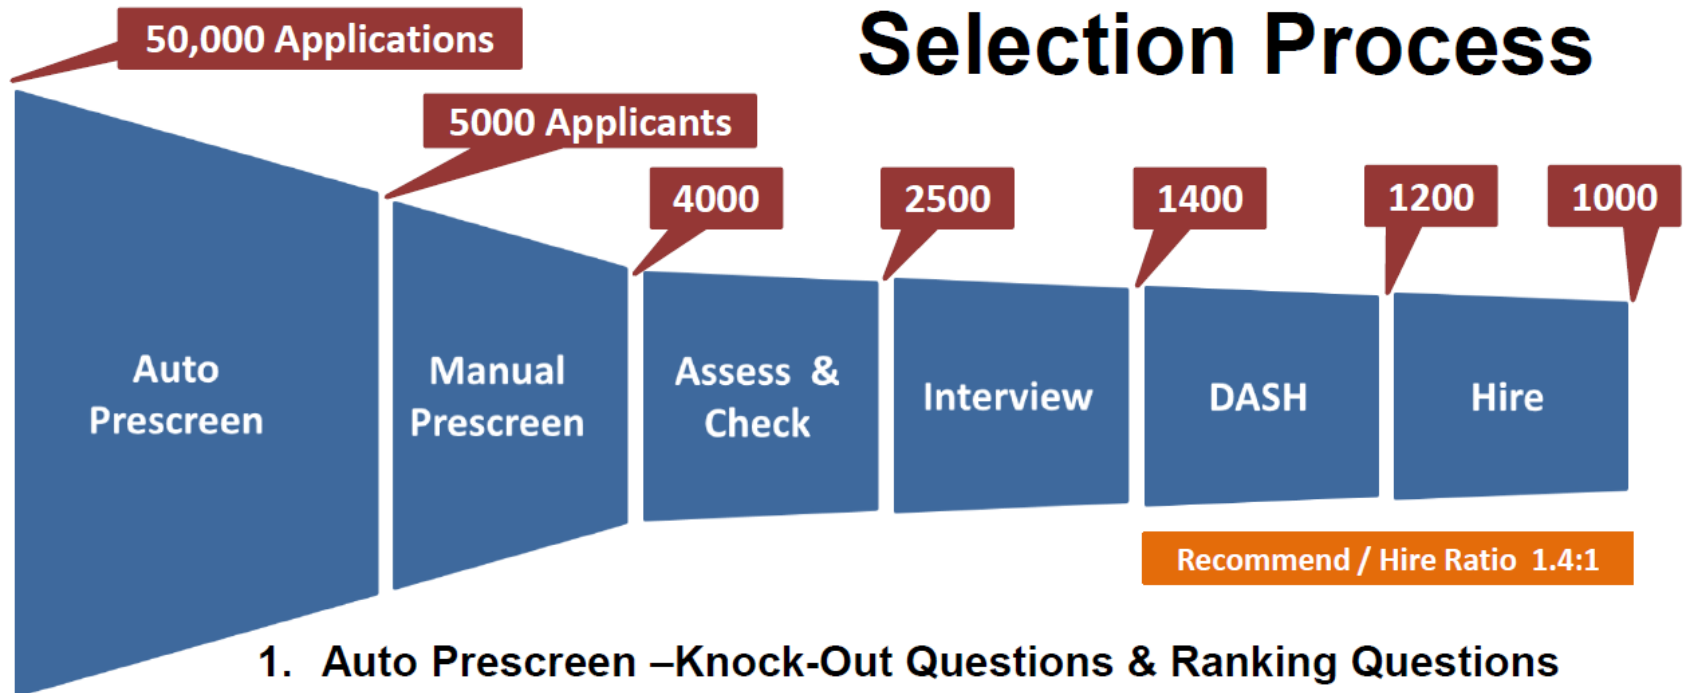 Selection Process
50,000 Applications
5000 Applicants
4000
2500
1400
1200
1000
Auto
Prescreen
Manual
Prescreen
Assess &
Check
Interview
DASH
Hire
Recommend / Hire Ratio 1.4:1
1. Auto Prescreen –Knock-Out Questions & Ranking Questions